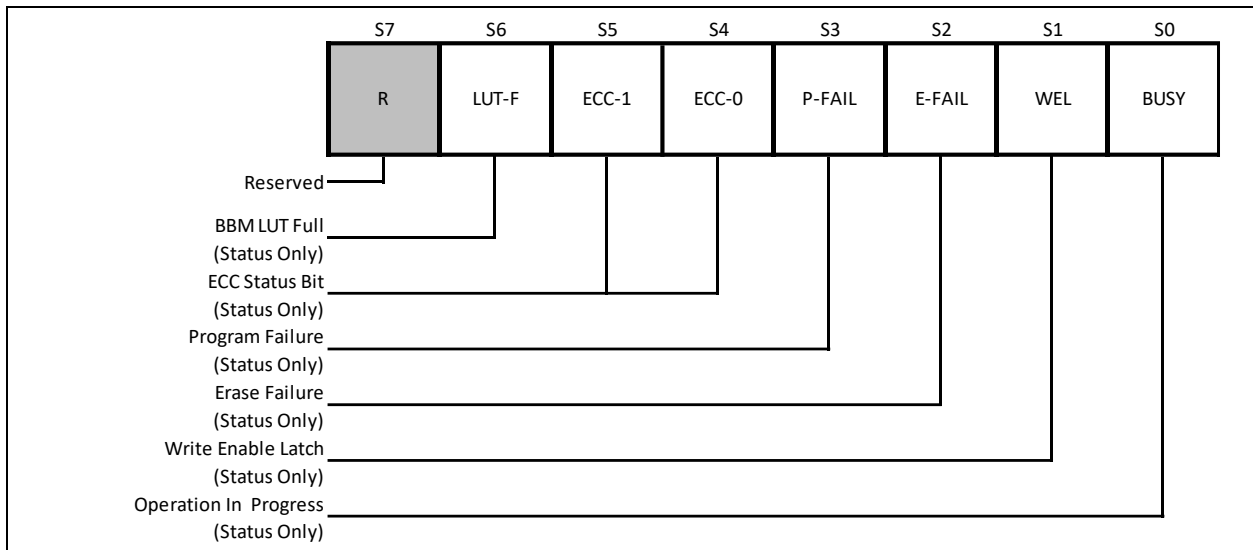 S7 S6 S5 S4 S3 S2 S1 S0
R LUT-F ECC-1 ECC-0 P-FAIL E-FAIL WEL BUSY
Reserved
BBM LUT Full
(Status Only)
ECC Status Bit
(Status Only)
Program Failure
(Status Only)
Erase Failure
(Status Only)
Write Enable Latch
(Status Only)
Operation In Progress
(Status Only)